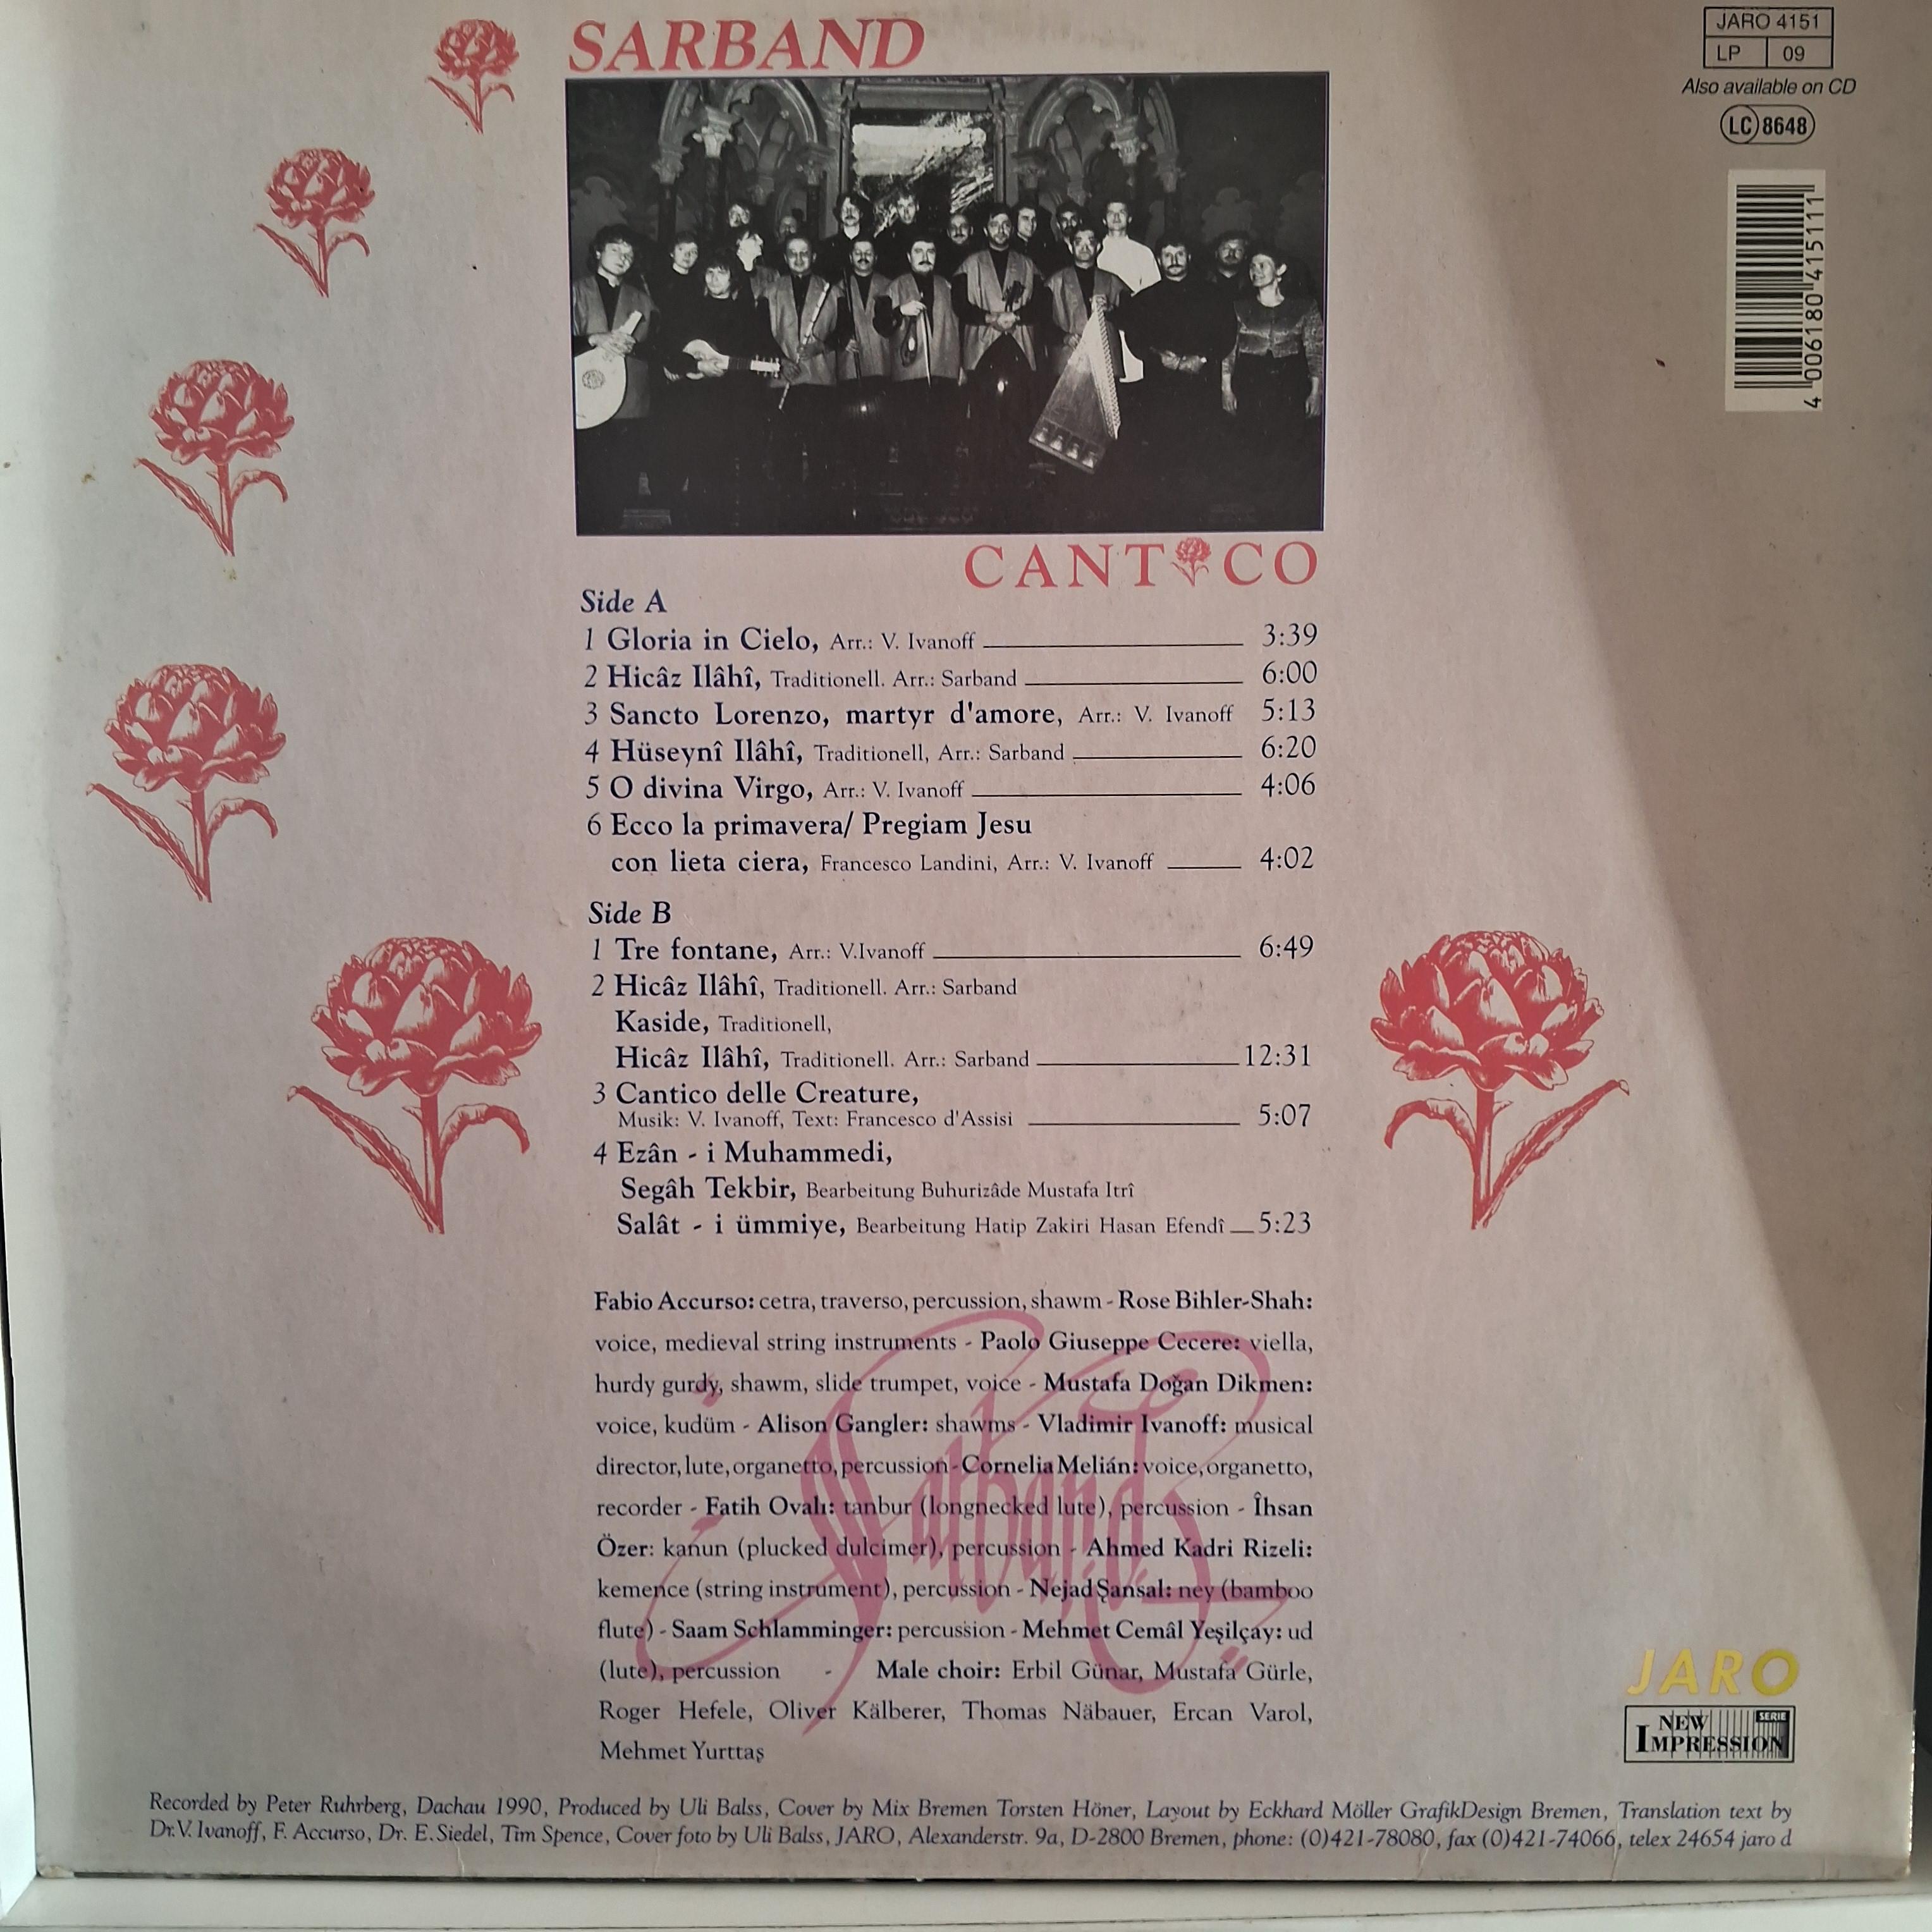 SARBAND
JARO 4151
LP 09
Also available on CD
LC 8648
4 006180 415111
CANT CO
Side A
1 Gloria in Cielo, Arr.: V. Ivanoff 3:39
2 Hicâz Ilâhî, Traditionell. Arr.: Sarband 6:00
3 Sancto Lorenzo, martyr d'amore, Arr.: V. Ivanoff 5:13
4 Hüseynî Ilâhî, Traditionell, Arr.: Sarband 6:20
5 O divina Virgo, Arr.: V. Ivanoff 4:06
6 Ecco la primavera/ Pregiam Jesu
con lieta ciera, Francesco Landini, Arr.: V. Ivanoff 4:02
Side B
1 Tre fontane, Arr.: V.Ivanoff 6:49
2 Hicâz Ilâhî, Traditionell. Arr.: Sarband
Kaside, Traditionell,
Hicâz Ilâhî, Traditionell. Arr.: Sarband 12:31
3 Cantico delle Creature,
Musik: V. Ivanoff, Text: Francesco d'Assisi 5:07
4 Ezân - i Muhammedi,
Segâh Tekbir, Bearbeitung Buhurizâde Mustafa Itrî
Salât - i ümmiye, Bearbeitung Hatip Zakiri Hasan Efendî 5:23
Fabio Accurso: cetra, traverso, percussion, shawm - Rose Bihler-Shah:
voice, medieval string instruments - Paolo Giuseppe Cecere: viella,
hurdy gurdy, shawm, slide trumpet, voice - Mustafa Doğan Dikmen:
voice, kudüm - Alison Gangler: shawms - Vladimir Ivanoff: musical
director, lute, organetto, percussion - Cornelia Melián: voice, organetto,
recorder - Fatih Ovalı: tanbur (longnecked lute), percussion - Îhsan
Özer: kanun (plucked dulcimer), percussion - Ahmed Kadri Rizeli:
kemence (string instrument), percussion - Nejad Şansal: ney (bamboo
flute) - Saam Schlamminger: percussion - Mehmet Cemâl Yeşilçay: ud
(lute), percussion - Male choir: Erbil Günar, Mustafa Gürle,
Roger Hefele, Oliver Kälberer, Thomas Näbauer, Ercan Varol,
Mehmet Yurttaş
Sarband
JARO
NEW SERIE
IMPRESSION
Recorded by Peter Ruhrberg, Dachau 1990, Produced by Uli Balss, Cover by Mix Bremen Torsten Höner, Layout by Eckhard Möller GrafikDesign Bremen, Translation text by
Dr.V. Ivanoff, F. Accurso, Dr. E. Siedel, Tim Spence, Cover foto by Uli Balss, JARO, Alexanderstr. 9a, D-2800 Bremen, phone: (0)421-78080, fax (0)421-74066, telex 24654 jaro d